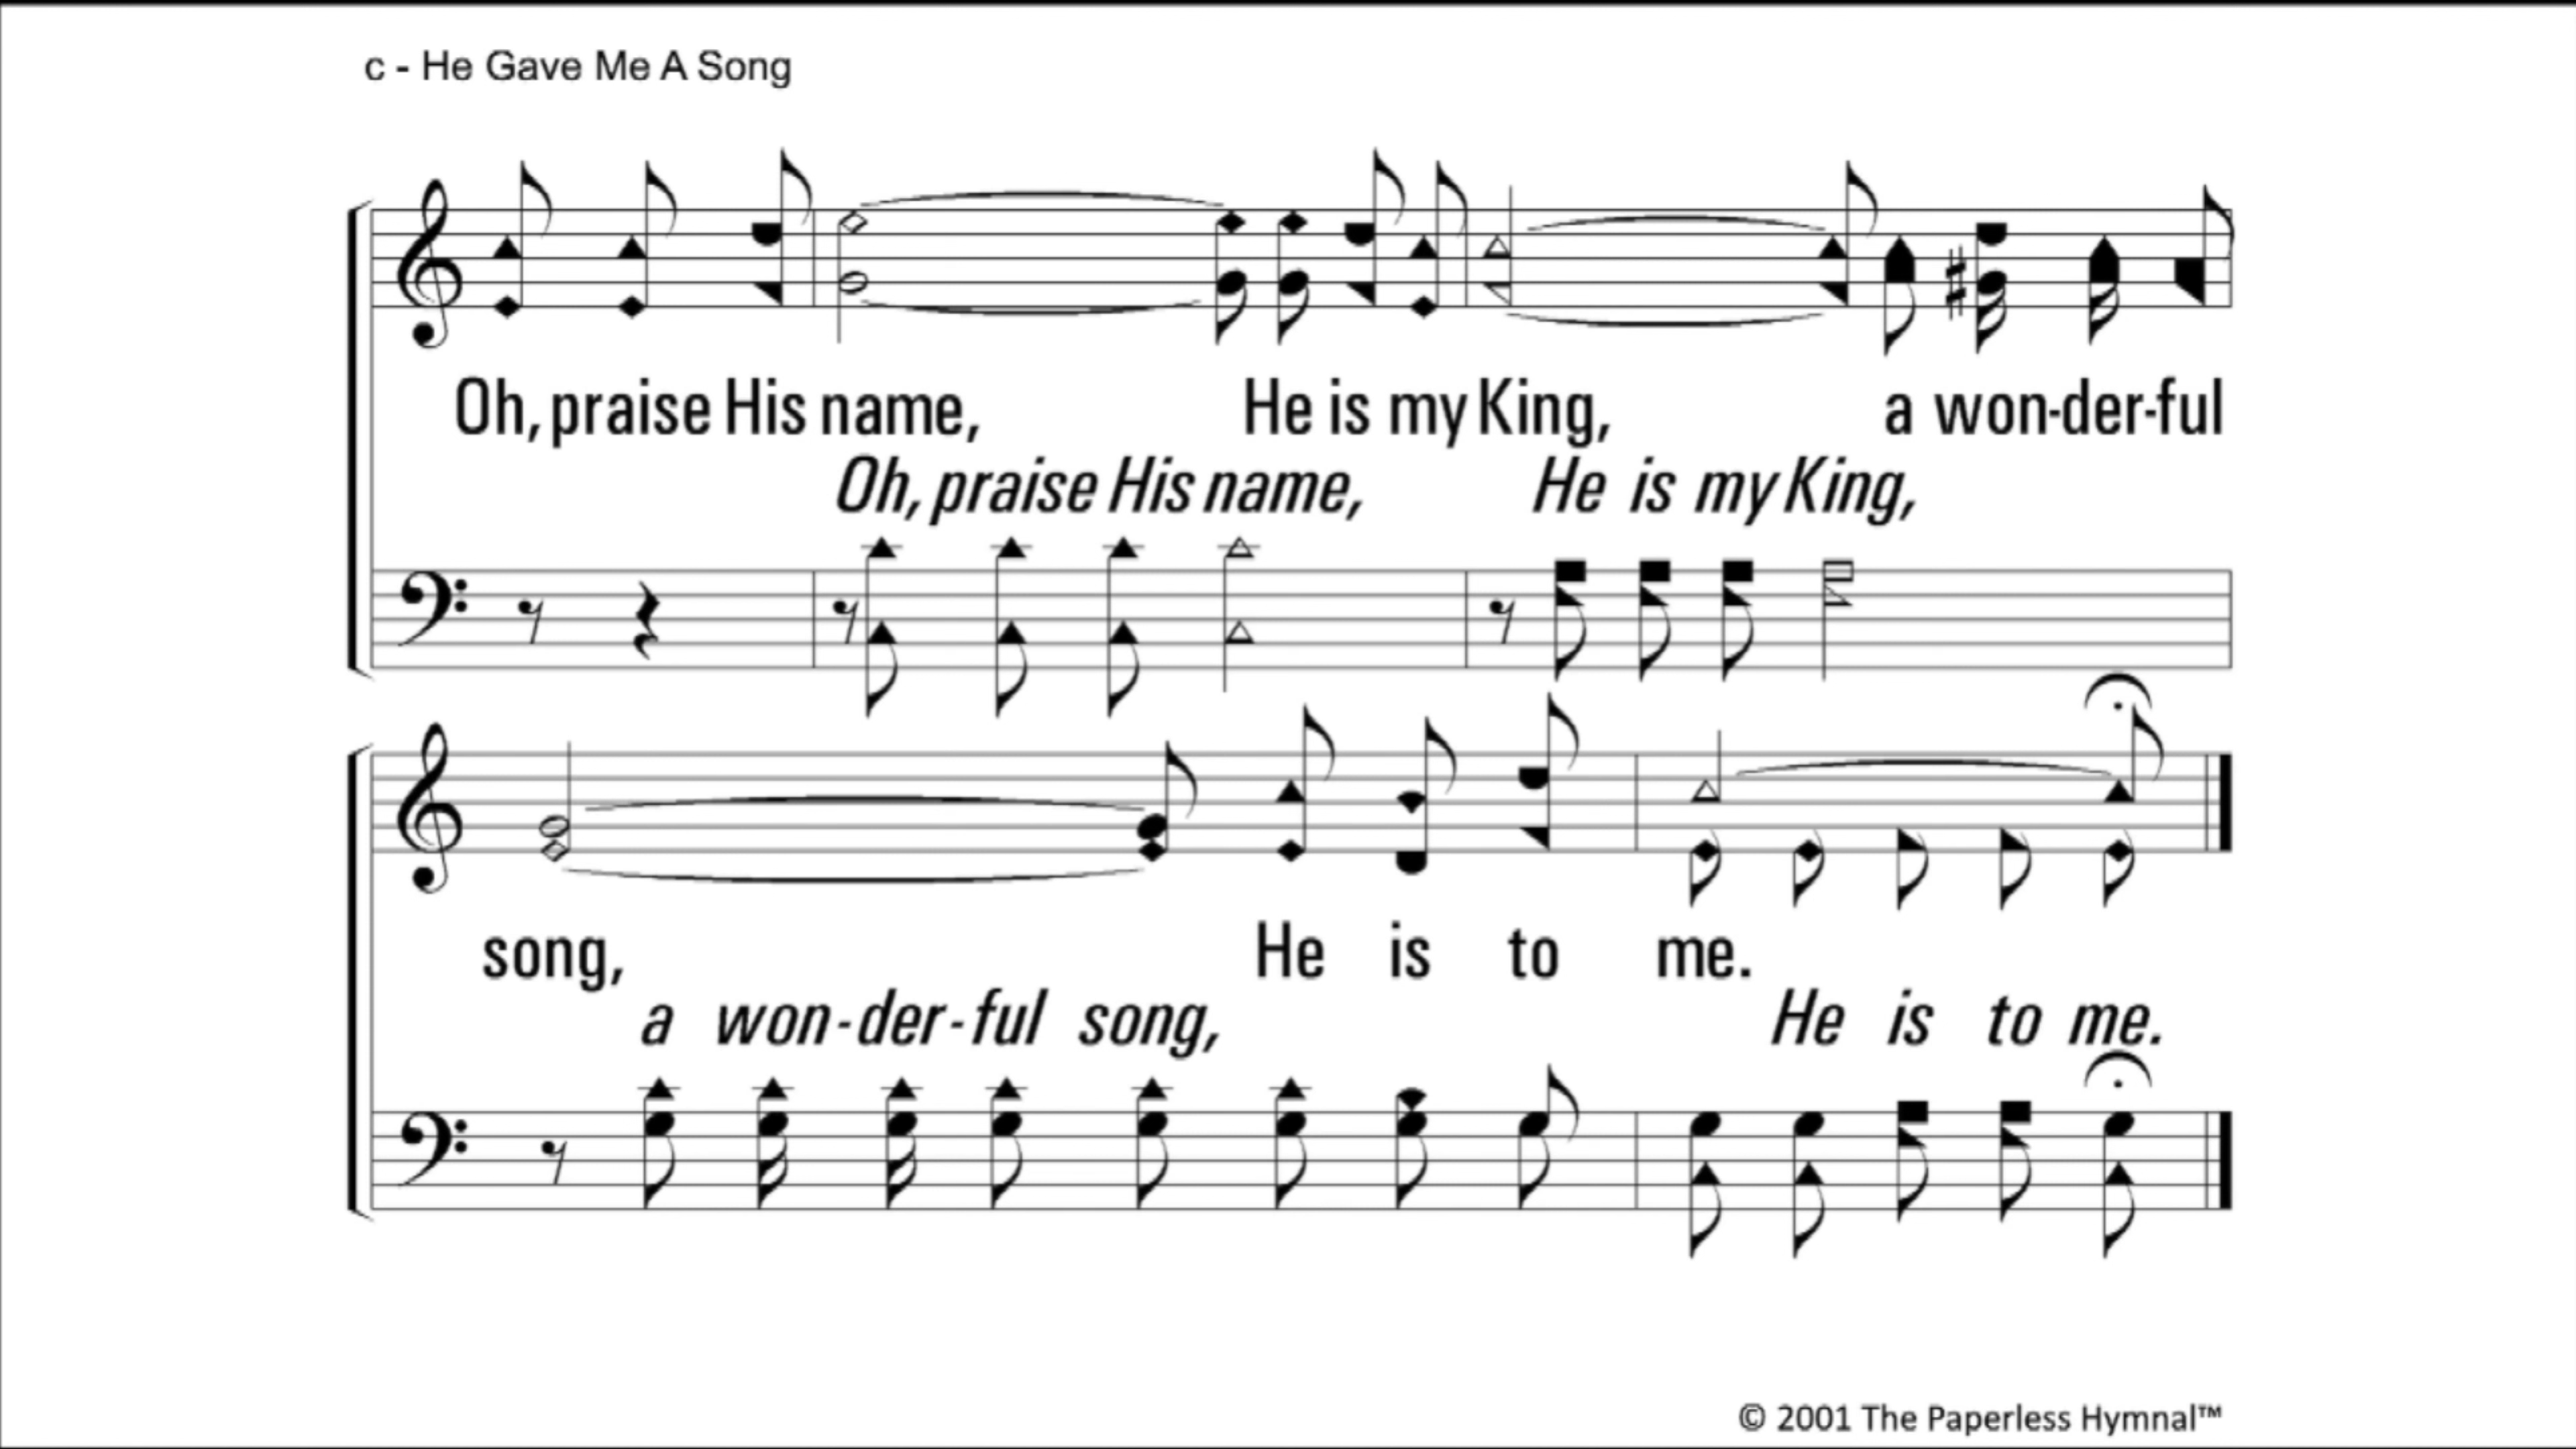 c - He Gave Me A Song
Oh, praise His name, He is my King, a won-der-ful
Oh, praise His name, He is my King,
song, He is to me.
a won-der-ful song, He is to me.
© 2001 The Paperless Hymnal™